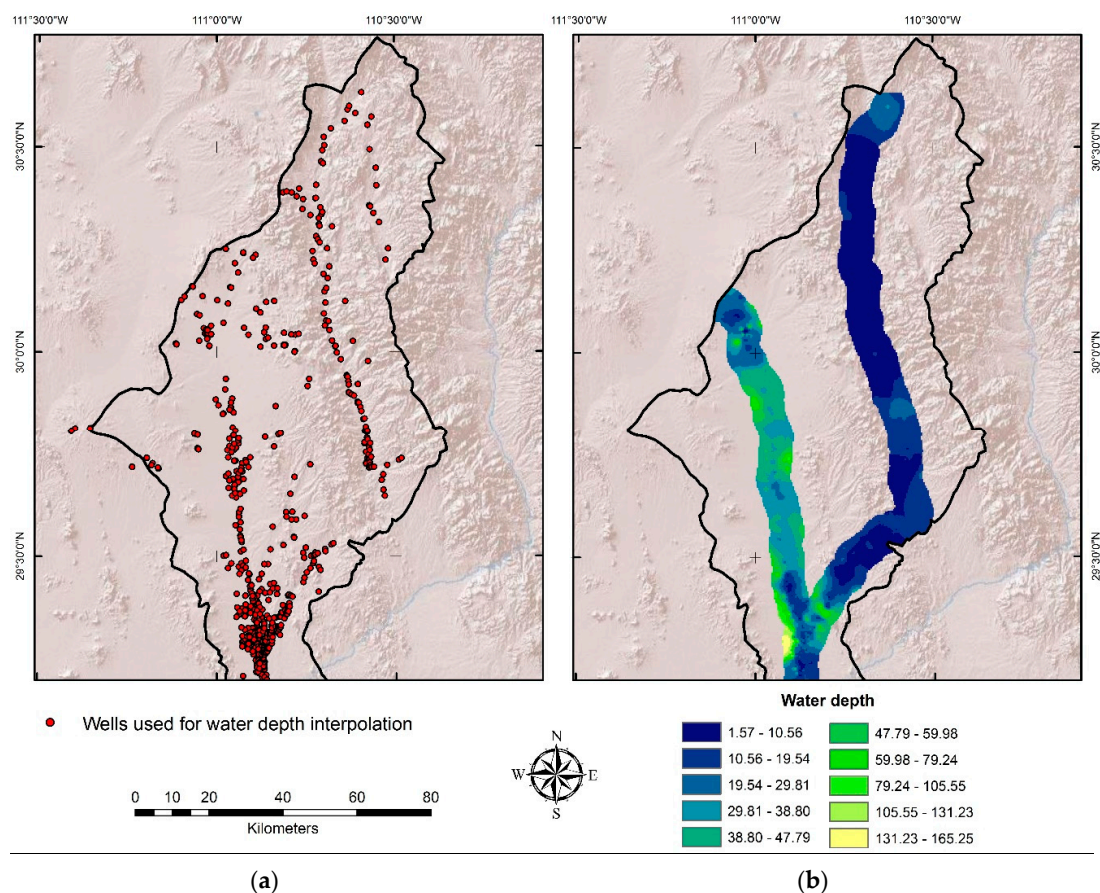 111°30'0"W 111°0'0"W 110°30'0"W 111°0'0"W 110°30'0"W
30°30'0"N 30°30'0"N
30°0'0"N 30°0'0"N
29°30'0"N 29°30'0"N
Wells used for water depth interpolation
0 10 20 40 60 80
Kilometers
N
W E
S
Water depth
1.57 - 10.56 47.79 - 59.98
10.56 - 19.54 59.98 - 79.24
19.54 - 29.81 79.24 - 105.55
29.81 - 38.80 105.55 - 131.23
38.80 - 47.79 131.23 - 165.25
(a) (b)